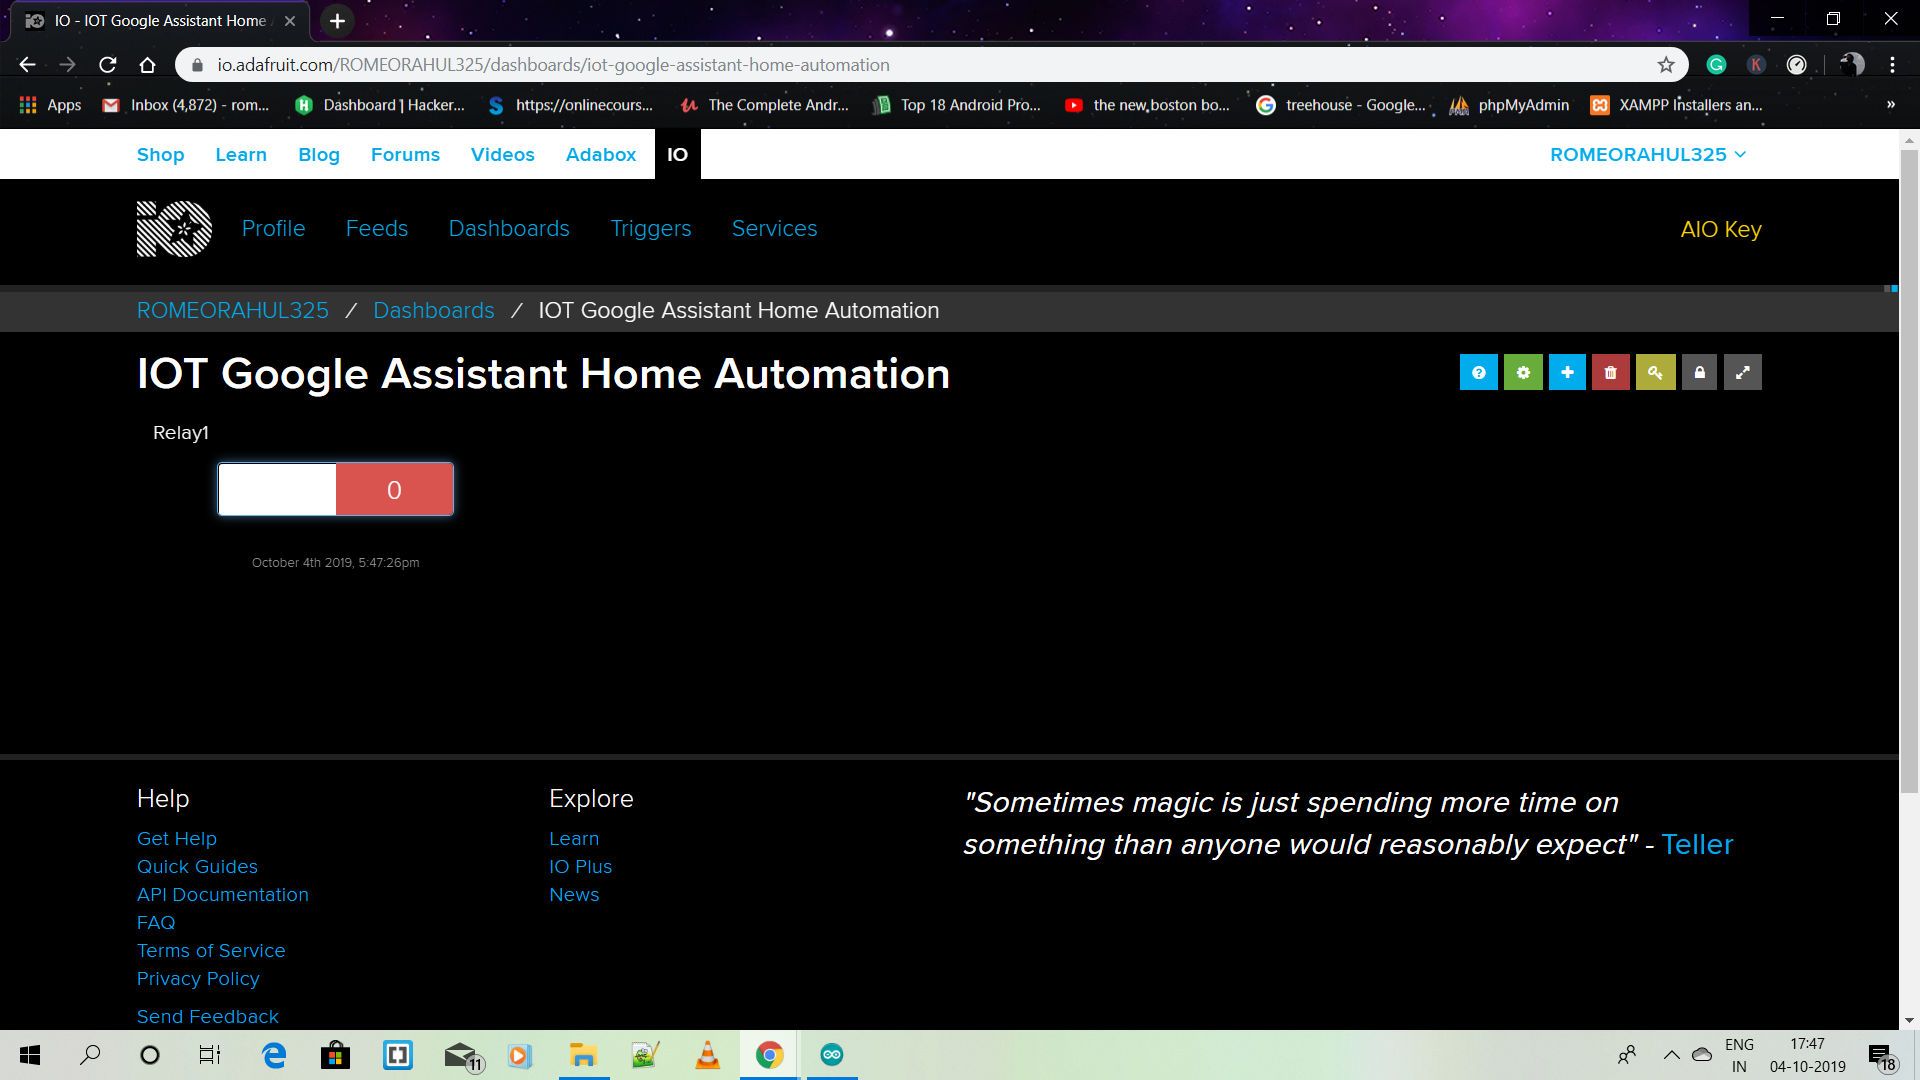 IO - IOT Google Assistant Home
io.adafruit.com/ROMEORAHUL325/dashboards/iot-google-assistant-home-automation
Apps Inbox (4,872) - rom... Dashboard | Hacker... https://onlinecours... The Complete Andr... Top 18 Android Pro... the new boston bo... treehouse - Google... phpMyAdmin XAMPP Installers an... »
Shop Learn Blog Forums Videos Adabox IO ROMEORAHUL325
Profile Feeds Dashboards Triggers Services AIO Key
ROMEORAHUL325 / Dashboards / IOT Google Assistant Home Automation
IOT Google Assistant Home Automation
Relay1
0
October 4th 2019, 5:47:26pm
Help
Get Help
Quick Guides
API Documentation
FAQ
Terms of Service
Privacy Policy
Send Feedback
Explore
Learn
IO Plus
News
"Sometimes magic is just spending more time on
something than anyone would reasonably expect" - Teller
11
ENG
IN
17:47
04-10-2019
18